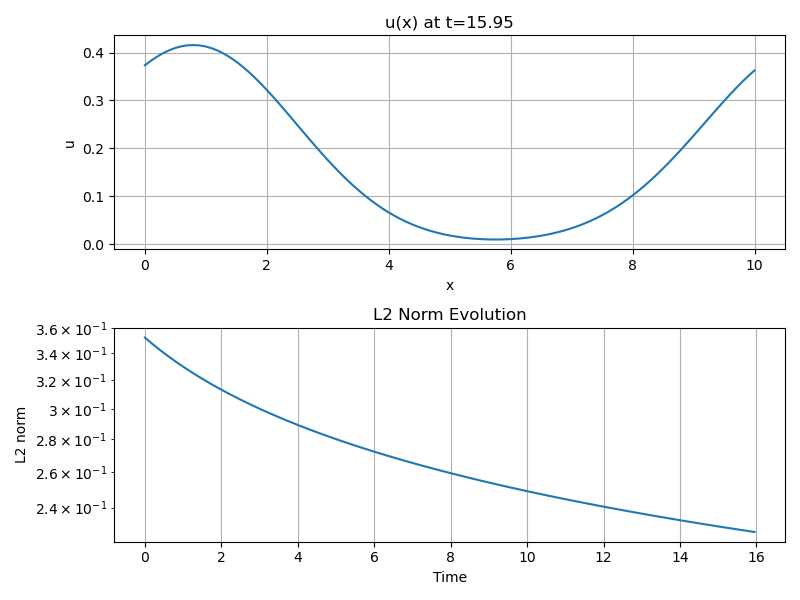 u(x) at t=15.95
0.4
0.3
0.2
0.1
0.0
u
0 2 4 6 8 10
x
L2 Norm Evolution
3.6 × 10⁻¹
3.4 × 10⁻¹
3.2 × 10⁻¹
3 × 10⁻¹
2.8 × 10⁻¹
2.6 × 10⁻¹
2.4 × 10⁻¹
L2 norm
0 2 4 6 8 10 12 14 16
Time